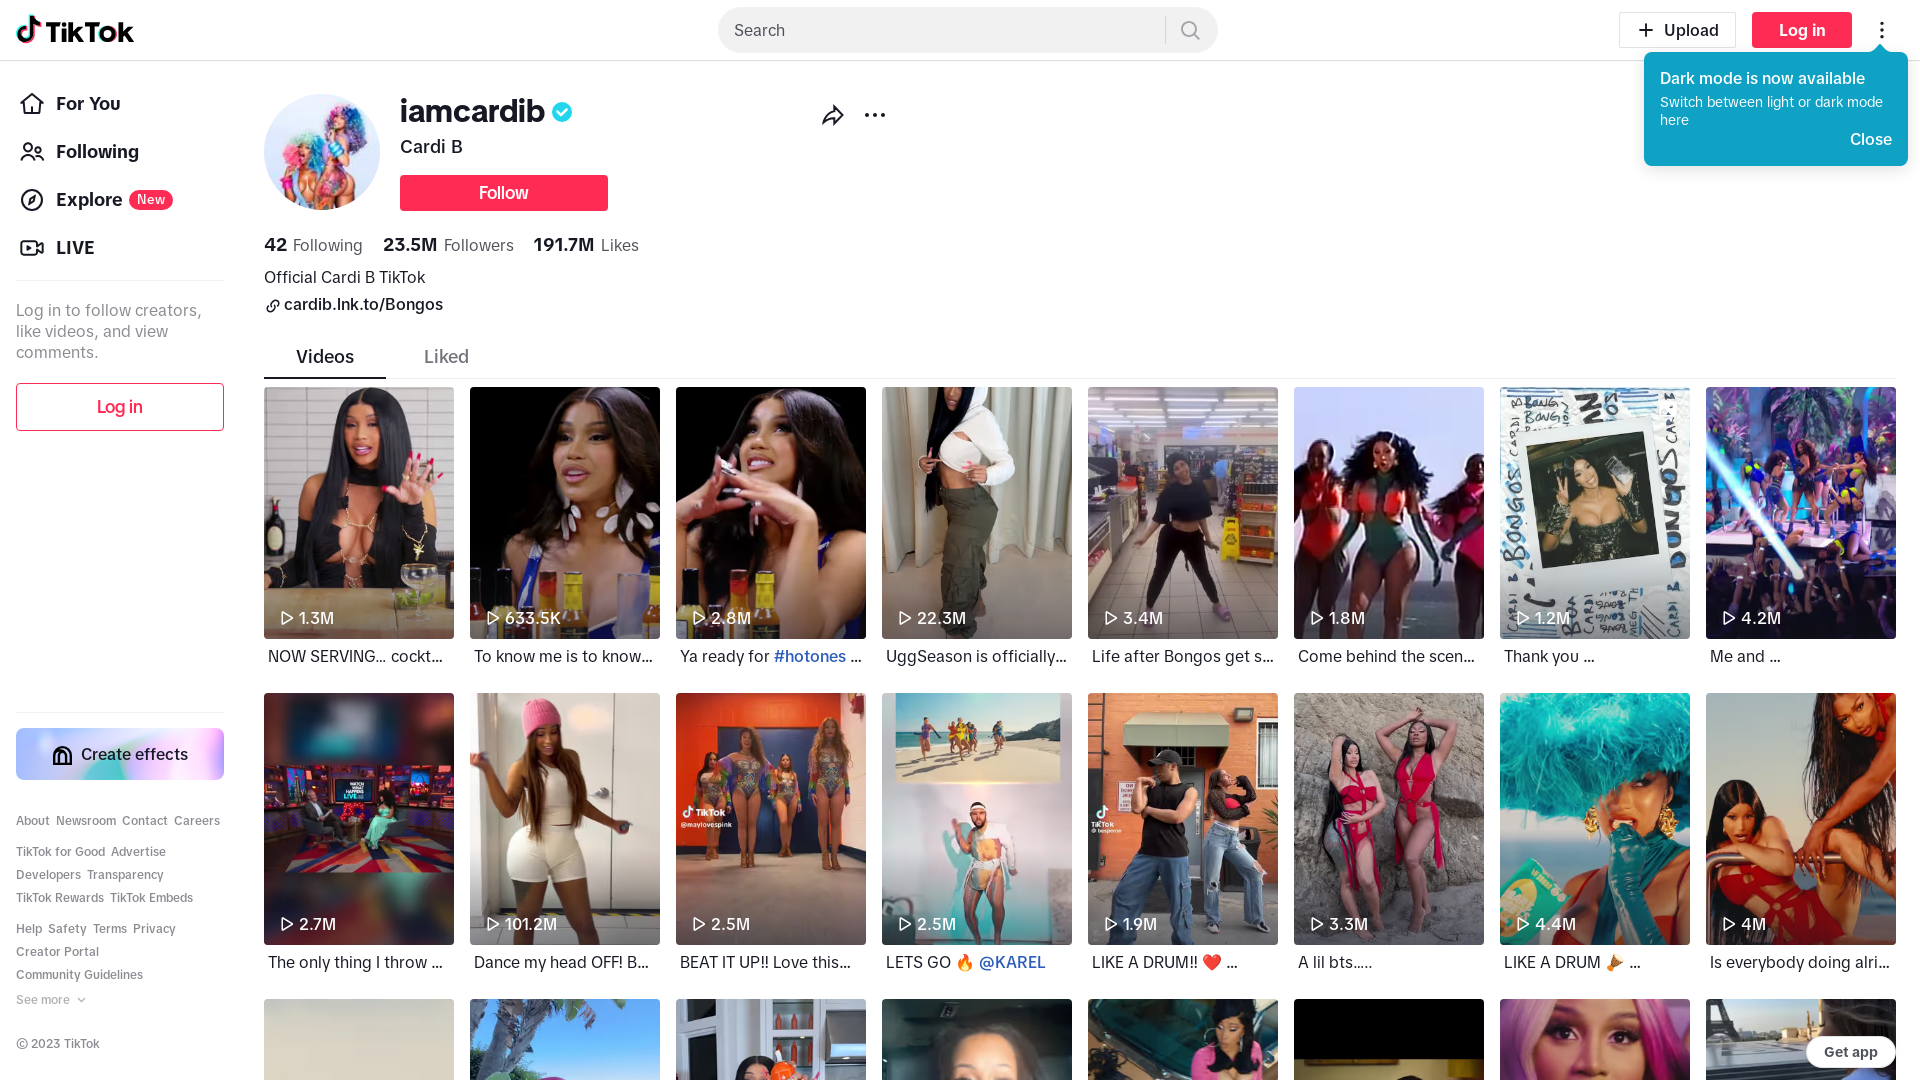 TikTok
Search
Upload
Log in
Dark mode is now available
Switch between light or dark mode
here
Close
For You
Following
Explore New
LIVE
Log in to follow creators,
like videos, and view
comments.
Log in
Create effects
About Newsroom Contact Careers
TikTok for Good Advertise
Developers Transparency
TikTok Rewards TikTok Embeds
Help Safety Terms Privacy
Creator Portal
Community Guidelines
See more
© 2023 TikTok
iamcardib
Cardi B
Follow
42 Following 23.5M Followers 191.7M Likes
Official Cardi B TikTok
cardib.lnk.to/Bongos
Videos Liked
1.3M
NOW SERVING... cockt...
633.5K
To know me is to know...
2.8M
Ya ready for #hotones ...
22.3M
UggSeason is officially...
3.4M
Life after Bongos get s...
1.8M
Come behind the scen...
BONGOS
CARDI B
1.2M
Thank you ...
4.2M
Me and ...
WATCH
WHAT
HAPPENS
LIVE
2.7M
The only thing I throw ...
101.2M
Dance my head OFF! B...
TikTok
@maylovespink
2.5M
BEAT IT UP!! Love this...
2.5M
LETS GO 🔥 @KAREL
TikTok
1.9M
LIKE A DRUM!! ❤️ ...
3.3M
A lil bts.....
4.4M
LIKE A DRUM 🪘 ...
4M
Is everybody doing alri...
Get app